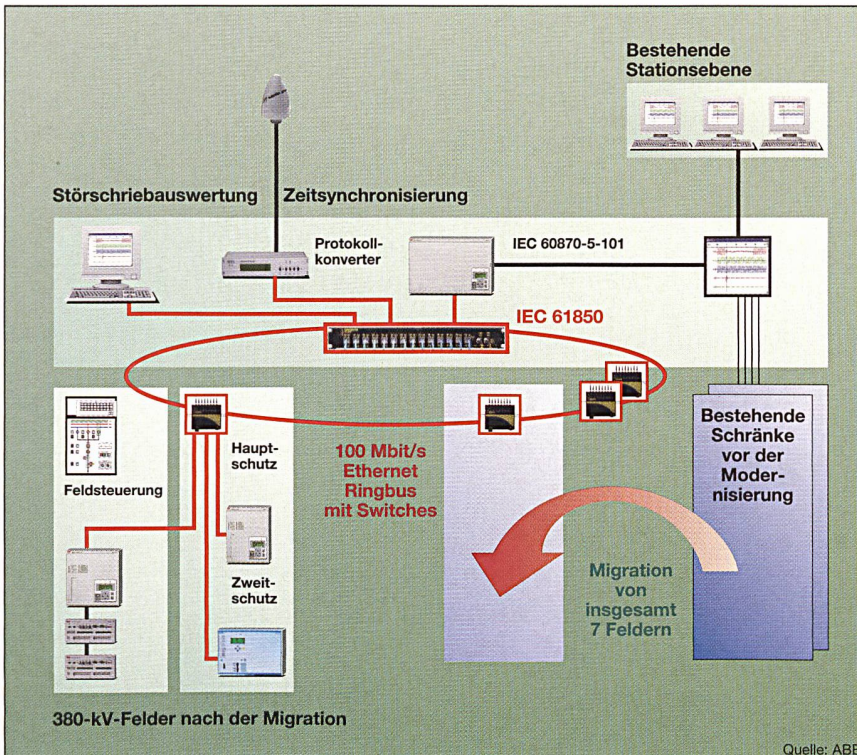 Bestehende
Stationsebene
Störschriebauswertung
Zeitsynchronisierung
Protokoll-
konverter
IEC 60870-5-101
IEC 61850
Feldsteuerung
Haupt-
schutz
Zweit-
schutz
100 Mbit/s
Ethernet
Ringbus
mit Switches
Bestehende
Schränke
vor der
Moder-
nisierung
Migration
von
insgesamt
7 Feldern
380-kV-Felder nach der Migration
Quelle: ABB